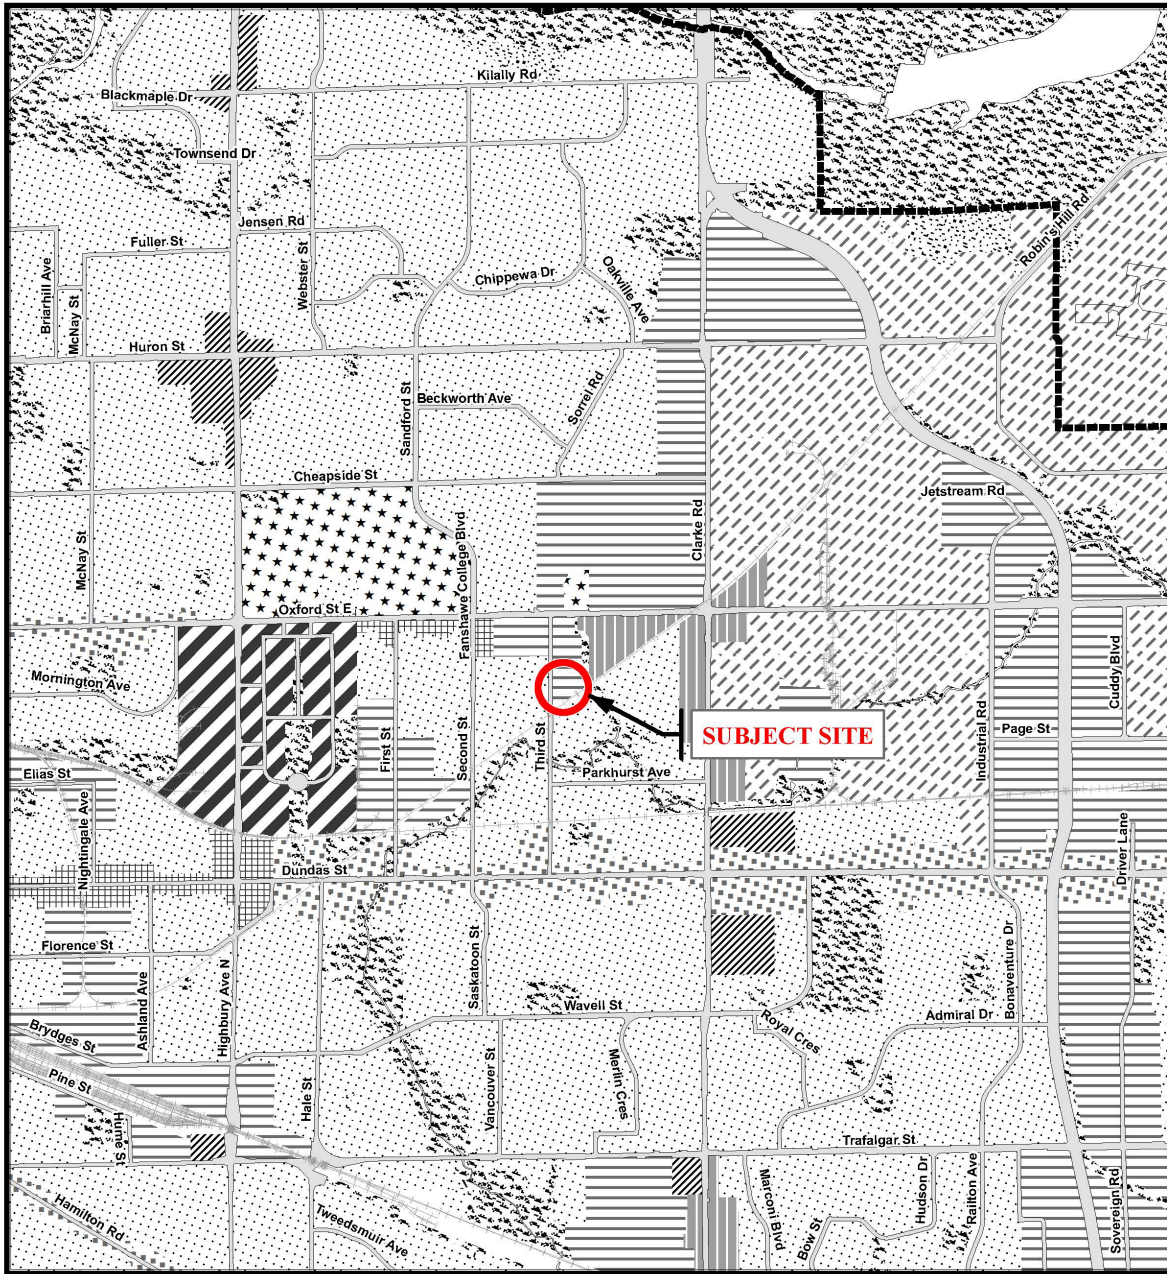 Kilally Rd
Blackmaple Dr
Townsend Dr
Robin's Hill Rd
Jensen Rd
Fuller St
Webster St
Briarhill Ave
McNay St
Chippewa Dr
Oakville Ave
Huron St
Sandford St
Beckworth Ave
Sorrel Rd
Cheapside St
Jetstream Rd
Clarke Rd
Fanshawe College Blvd
McNay St
Oxford St E
Mornington Ave
Cuddy Blvd
Industrial Rd
Page St
SUBJECT SITE
First St
Second St
Third St
Parkhurst Ave
Elias St
Nightingale Ave
Driver Lane
Dundas St
Florence St
Ashland Ave
Highbury Ave N
Saskatoon St
Bonaventure Dr
Wavell St
Admiral Dr
Royal Cres
Brydges St
Pine St
Hale St
Vancouver St
Merlin Cres
Hume St
Trafalgar St
Hamilton Rd
Tweedsmuir Ave
Marconi Blvd
Bow St
Hudson Dr
Railton Ave
Sovereign Rd